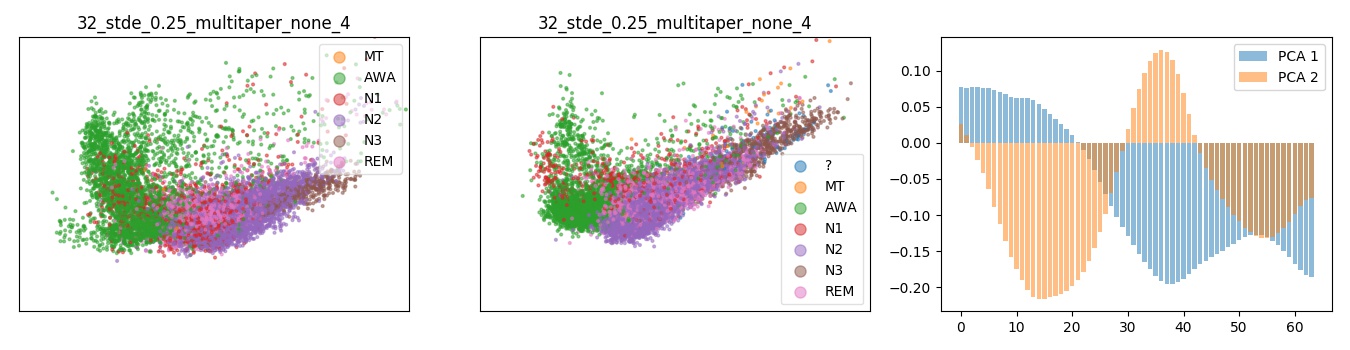 32_stde_0.25_multitaper_none_4
MT
AWA
N1
N2
N3
REM
32_stde_0.25_multitaper_none_4
?
MT
AWA
N1
N2
N3
REM
PCA 1
PCA 2
0.10
0.05
0.00
−0.05
−0.10
−0.15
−0.20
0 10 20 30 40 50 60